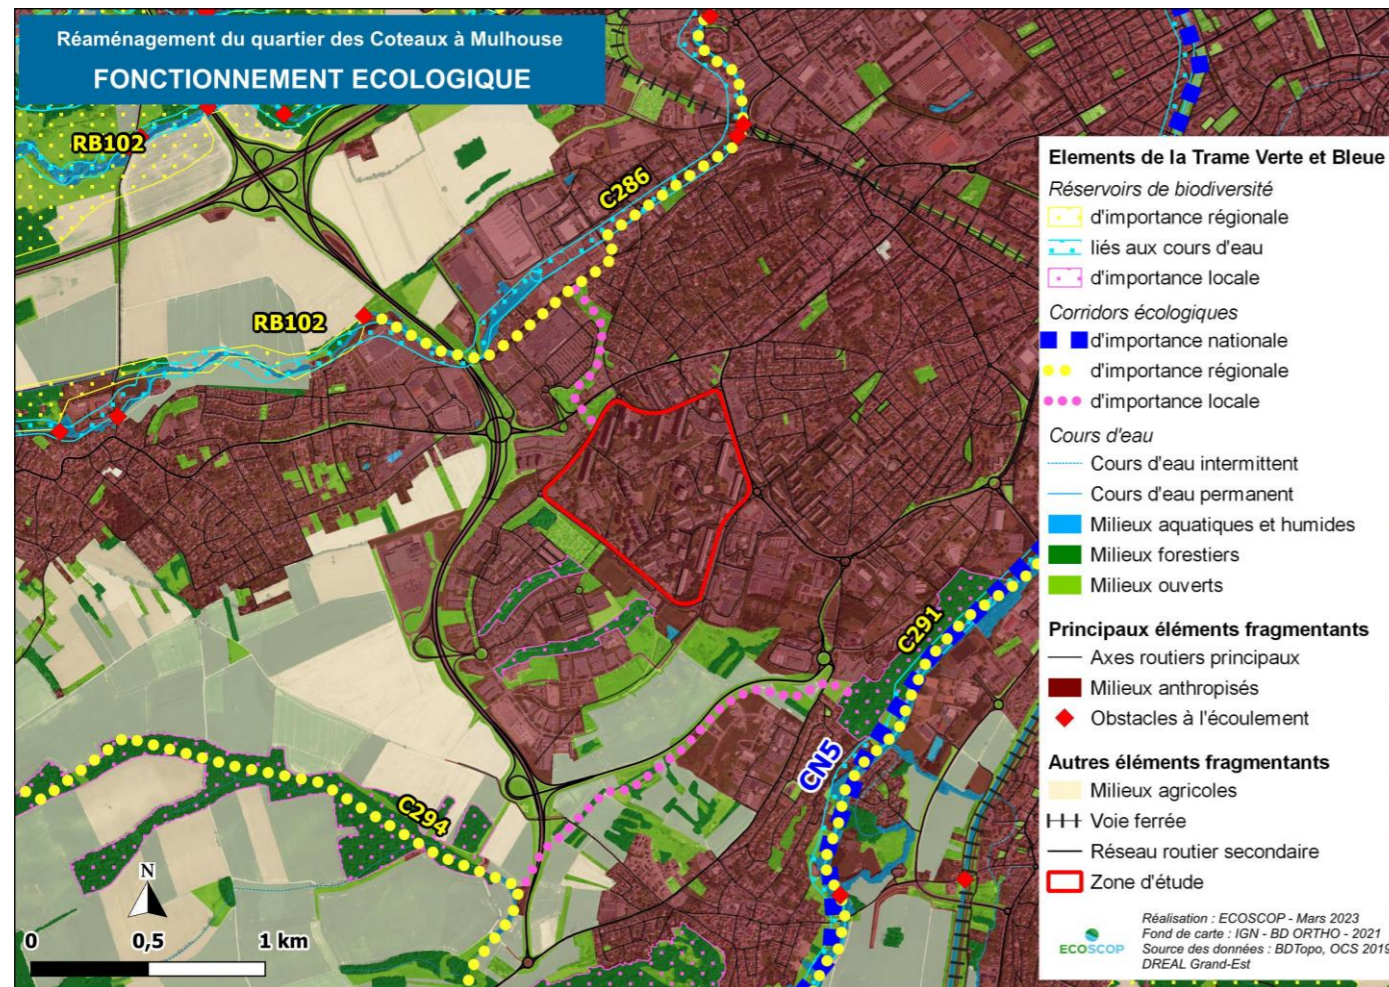 Réaménagement du quartier des Coteaux à Mulhouse
FONCTIONNEMENT ECOLOGIQUE
RB102
C286
RB102
C291
CN5
C294
N
0 0,5 1 km
Elements de la Trame Verte et Bleue
Réservoirs de biodiversité
d'importance régionale
liés aux cours d'eau
d'importance locale
Corridors écologiques
d'importance nationale
d'importance régionale
d'importance locale
Cours d'eau
Cours d'eau intermittent
Cours d'eau permanent
Milieux aquatiques et humides
Milieux forestiers
Milieux ouverts
Principaux éléments fragmentants
Axes routiers principaux
Milieux anthropisés
Obstacles à l'écoulement
Autres éléments fragmentants
Milieux agricoles
Voie ferrée
Réseau routier secondaire
Zone d'étude
ECOSCOP
Réalisation : ECOSCOP - Mars 2023
Fond de carte : IGN - BD ORTHO - 2021
Source des données : BDTopo, OCS 2019
DREAL Grand-Est